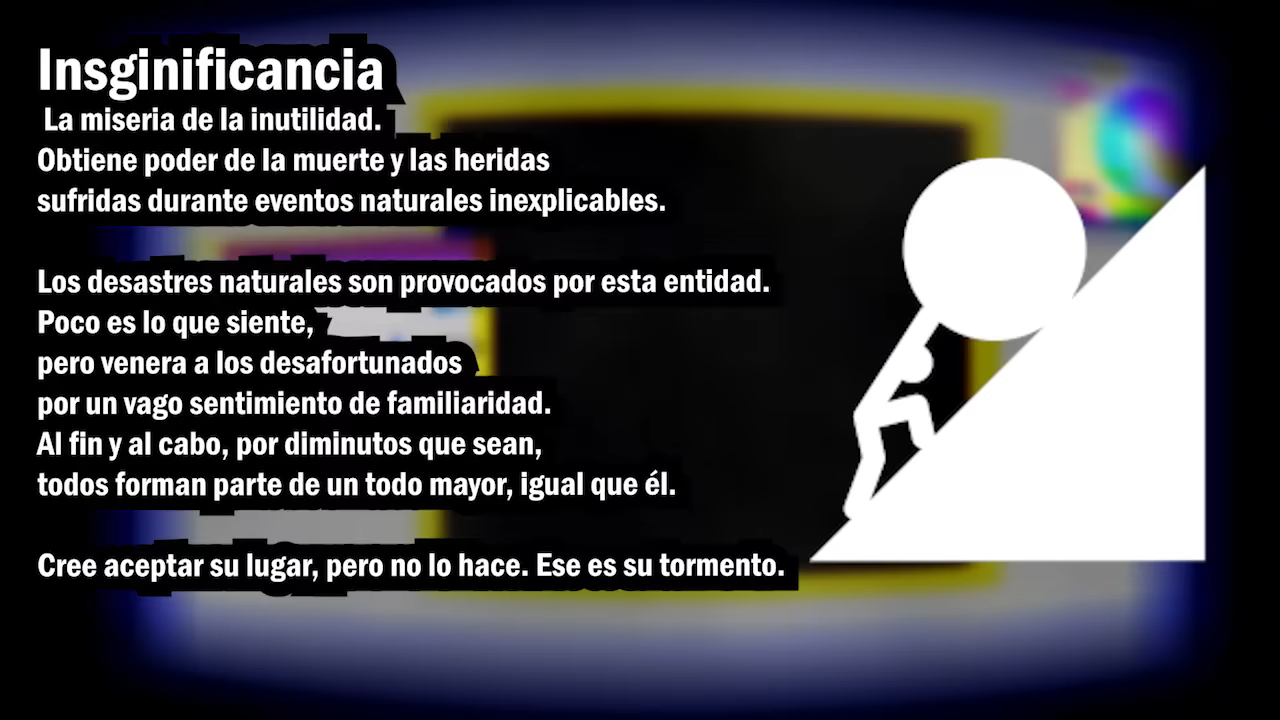 Insginificancia
La miseria de la inutilidad.
Obtiene poder de la muerte y las heridas
sufridas durante eventos naturales inexplicables.
Los desastres naturales son provocados por esta entidad.
Poco es lo que siente,
pero venera a los desafortunados
por un vago sentimiento de familiaridad.
Al fin y al cabo, por diminutos que sean,
todos forman parte de un todo mayor, igual que él.
Cree aceptar su lugar, pero no lo hace. Ese es su tormento.